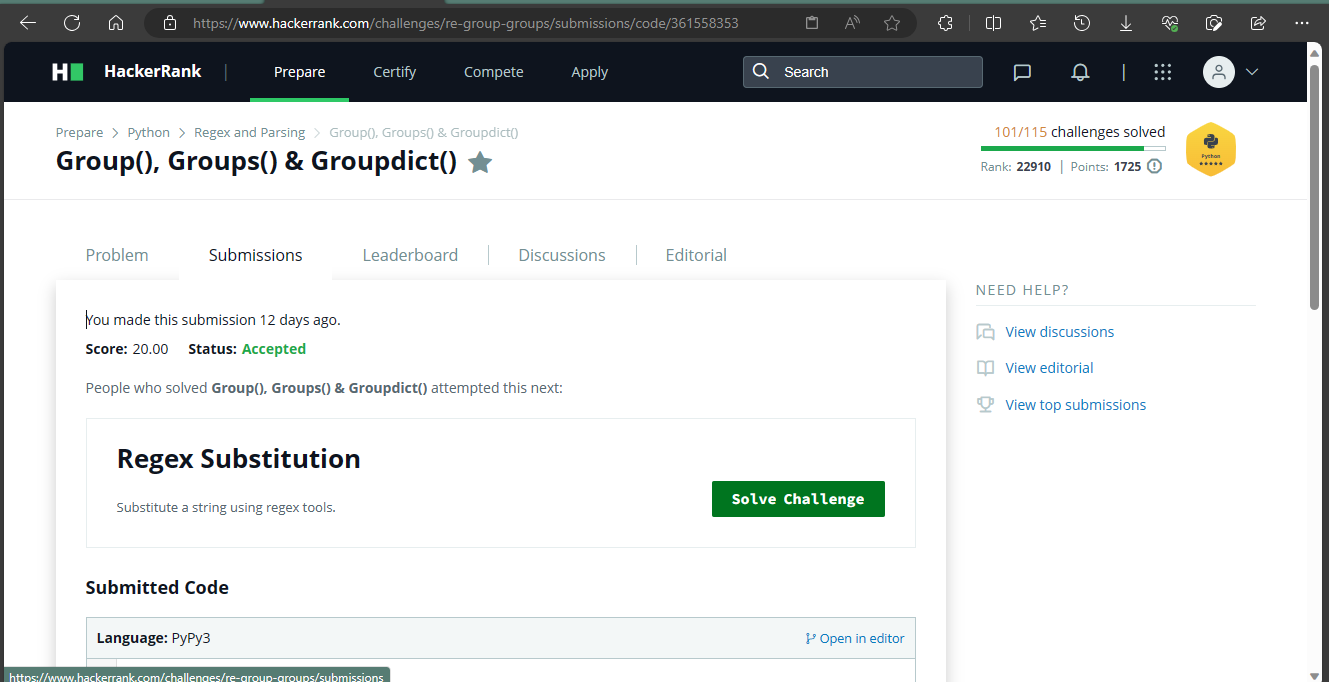 https://www.hackerrank.com/challenges/re-group-groups/submissions/code/361558353
HackerRank | Prepare Certify Compete Apply Search
Prepare > Python > Regex and Parsing > Group(), Groups() & Groupdict()
Group(), Groups() & Groupdict()
101/115 challenges solved
Rank: 22910 | Points: 1725
Python
Problem Submissions Leaderboard Discussions Editorial
You made this submission 12 days ago.
Score: 20.00 Status: Accepted
People who solved Group(), Groups() & Groupdict() attempted this next:
Regex Substitution
Substitute a string using regex tools.
Solve Challenge
Submitted Code
Language: PyPy3
Open in editor
NEED HELP?
View discussions
View editorial
View top submissions
https://www.hackerrank.com/challenges/re-group-groups/submissions